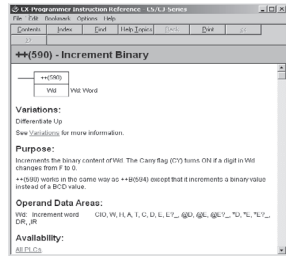 CX-Programmer Instruction Reference - CS/CJ-Series
File Edit Bookmark Options Help
Contents Index Find Help Topics Back Print
++(590) - Increment Binary
++(590)
Wd Wd: Word
Variations:
Differentiate Up
See Variations for more information.
Purpose:
Increments the binary content of Wd. The Carry flag (CY) turns ON if a digit in Wd
changes from F to 0.
++(590) works in the same way as ++B(594) except that it increments a binary value
instead of a BCD value.
Operand Data Areas:
Wd: Increment word CIO, W, H, A, T, C, D, E, E?_, @D, @E, @E?_, *D, *E, *E?_,
DR, ,IR
Availability:
All PLCs